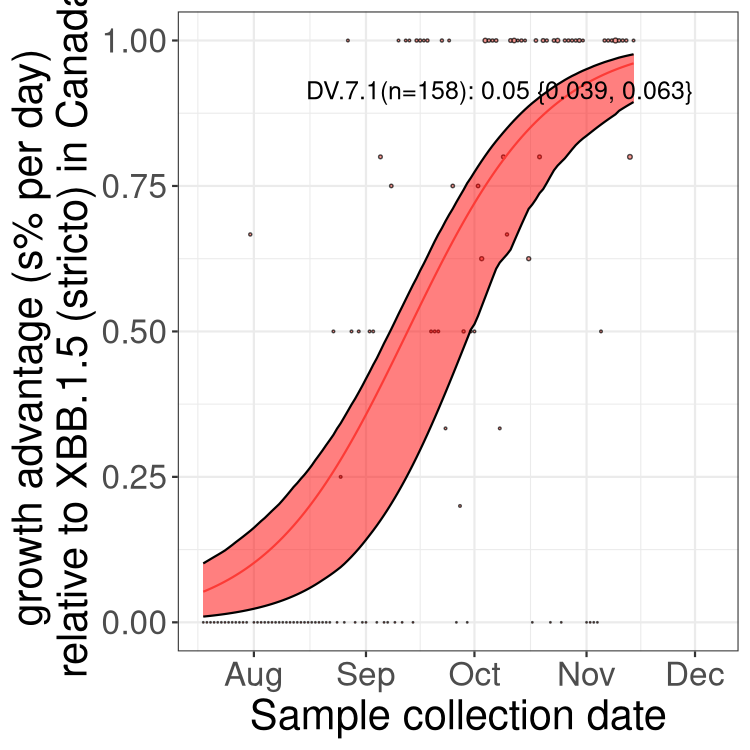 growth advantage (s% per day)
relative to XBB.1.5 (stricto) in Canada
1.00
0.75
0.50
0.25
0.00
DV.7.1(n=158): 0.05 {0.039, 0.063}
Aug Sep Oct Nov Dec
Sample collection date